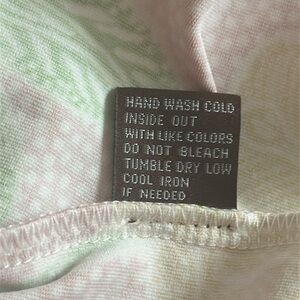 HAND WASH COLD
INSIDE OUT
WITH LIKE COLORS
DO NOT BLEACH
TUMBLE DRY LOW
COOL IRON
IF NEEDED